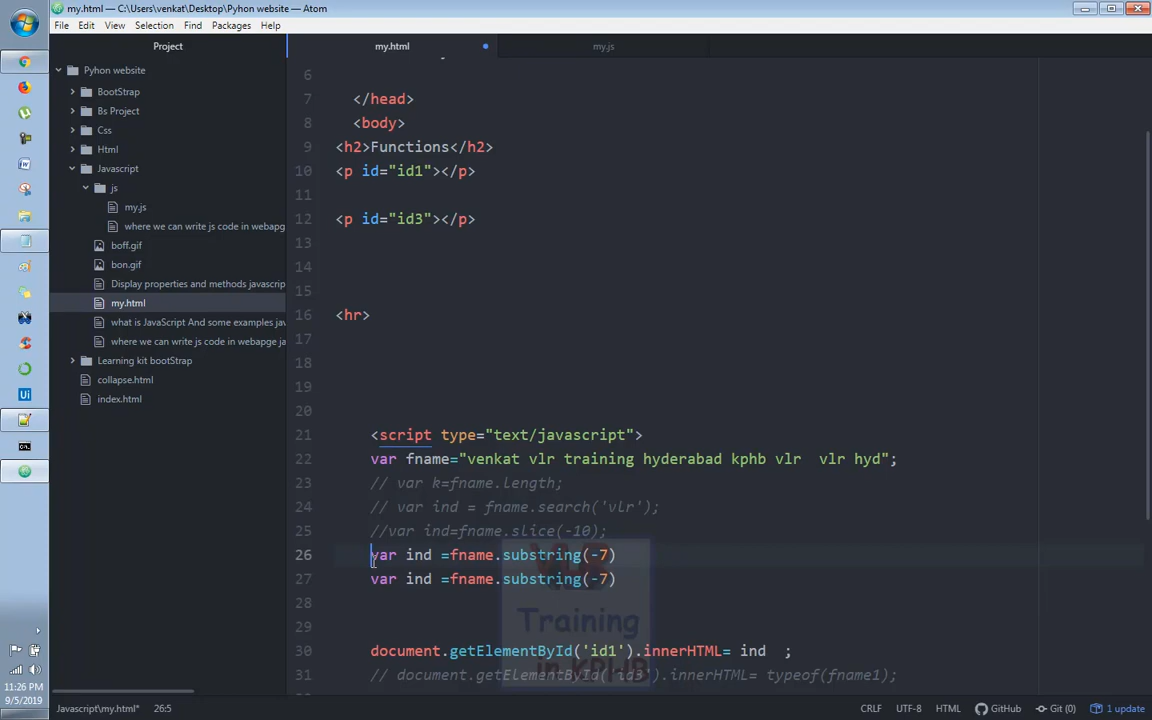 my.html — C:\Users\venkat\Desktop\Pyhon website — Atom
File Edit View Selection Find Packages Help
Project
my.html
my.js
Pyhon website
BootStrap
Bs Project
Css
Html
Javascript
js
my.js
where we can write js code in webapg
boff.gif
bon.gif
Display properties and methods javascrip
my.html
what is JavaScript And some examples jav
where we can write js code in webpge ja
Learning kit bootStrap
collapse.html
index.html
6
7 </head>
8 <body>
9 <h2>Functions</h2>
10 <p id="id1"></p>
11
12 <p id="id3"></p>
13
14
15
16 <hr>
17
18
19
20
21 <script type="text/javascript">
22 var fname="venkat vlr training hyderabad kphb vlr  vlr hyd";
23 // var k=fname.length;
24 // var ind = fname.search('vlr');
25 //var ind=fname.slice(-10);
26 var ind =fname.substring(-7)
27 var ind =fname.substring(-7)
28
29
30 document.getElementById('id1').innerHTML= ind  ;
31 // document.getElementById('id3').innerHTML= typeof(fname1);
VLR
Training
in KPHB
Ui
11:26 PM
9/5/2019
Javascript\my.html* 26:5
CRLF UTF-8 HTML GitHub Git (0) 1 update